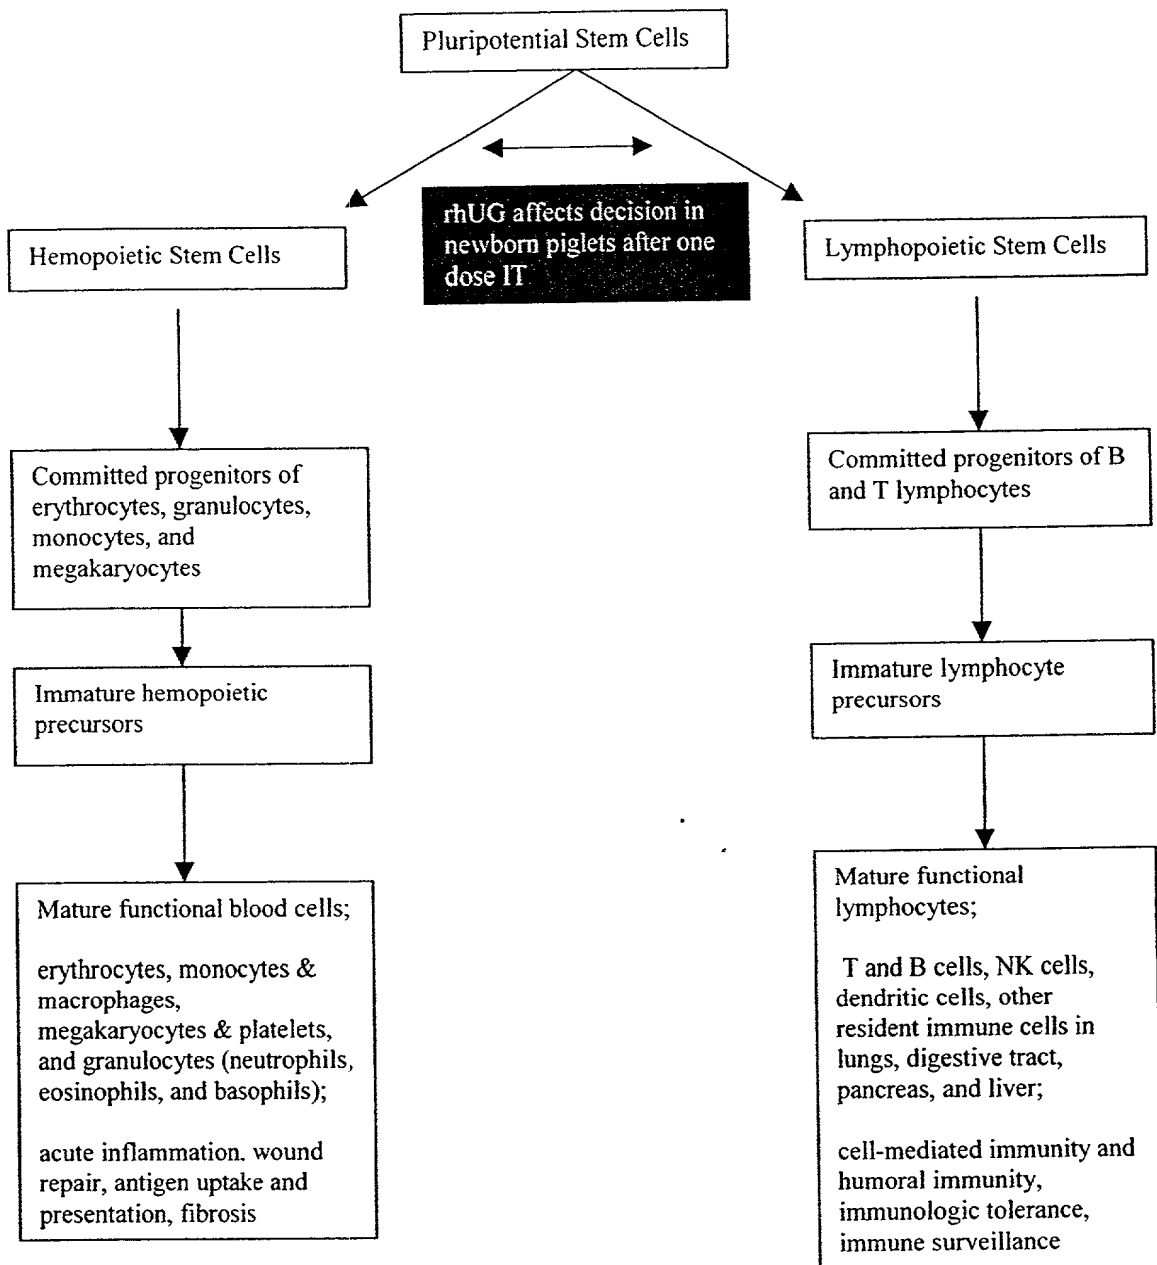 Pluripotential Stem Cells
rhUG affects decision in
newborn piglets after one
dose IT
Hemopoietic Stem Cells
Lymphopoietic Stem Cells
Committed progenitors of
erythrocytes, granulocytes,
monocytes, and
megakaryocytes
Committed progenitors of B
and T lymphocytes
Immature hemopoietic
precursors
Immature lymphocyte
precursors
Mature functional blood cells;
erythrocytes, monocytes &
macrophages,
megakaryocytes & platelets,
and granulocytes (neutrophils,
eosinophils, and basophils);
acute inflammation, wound
repair, antigen uptake and
presentation, fibrosis
Mature functional
lymphocytes;
T and B cells, NK cells,
dendritic cells, other
resident immune cells in
lungs, digestive tract,
pancreas, and liver;
cell-mediated immunity and
humoral immunity,
immunologic tolerance,
immune surveillance